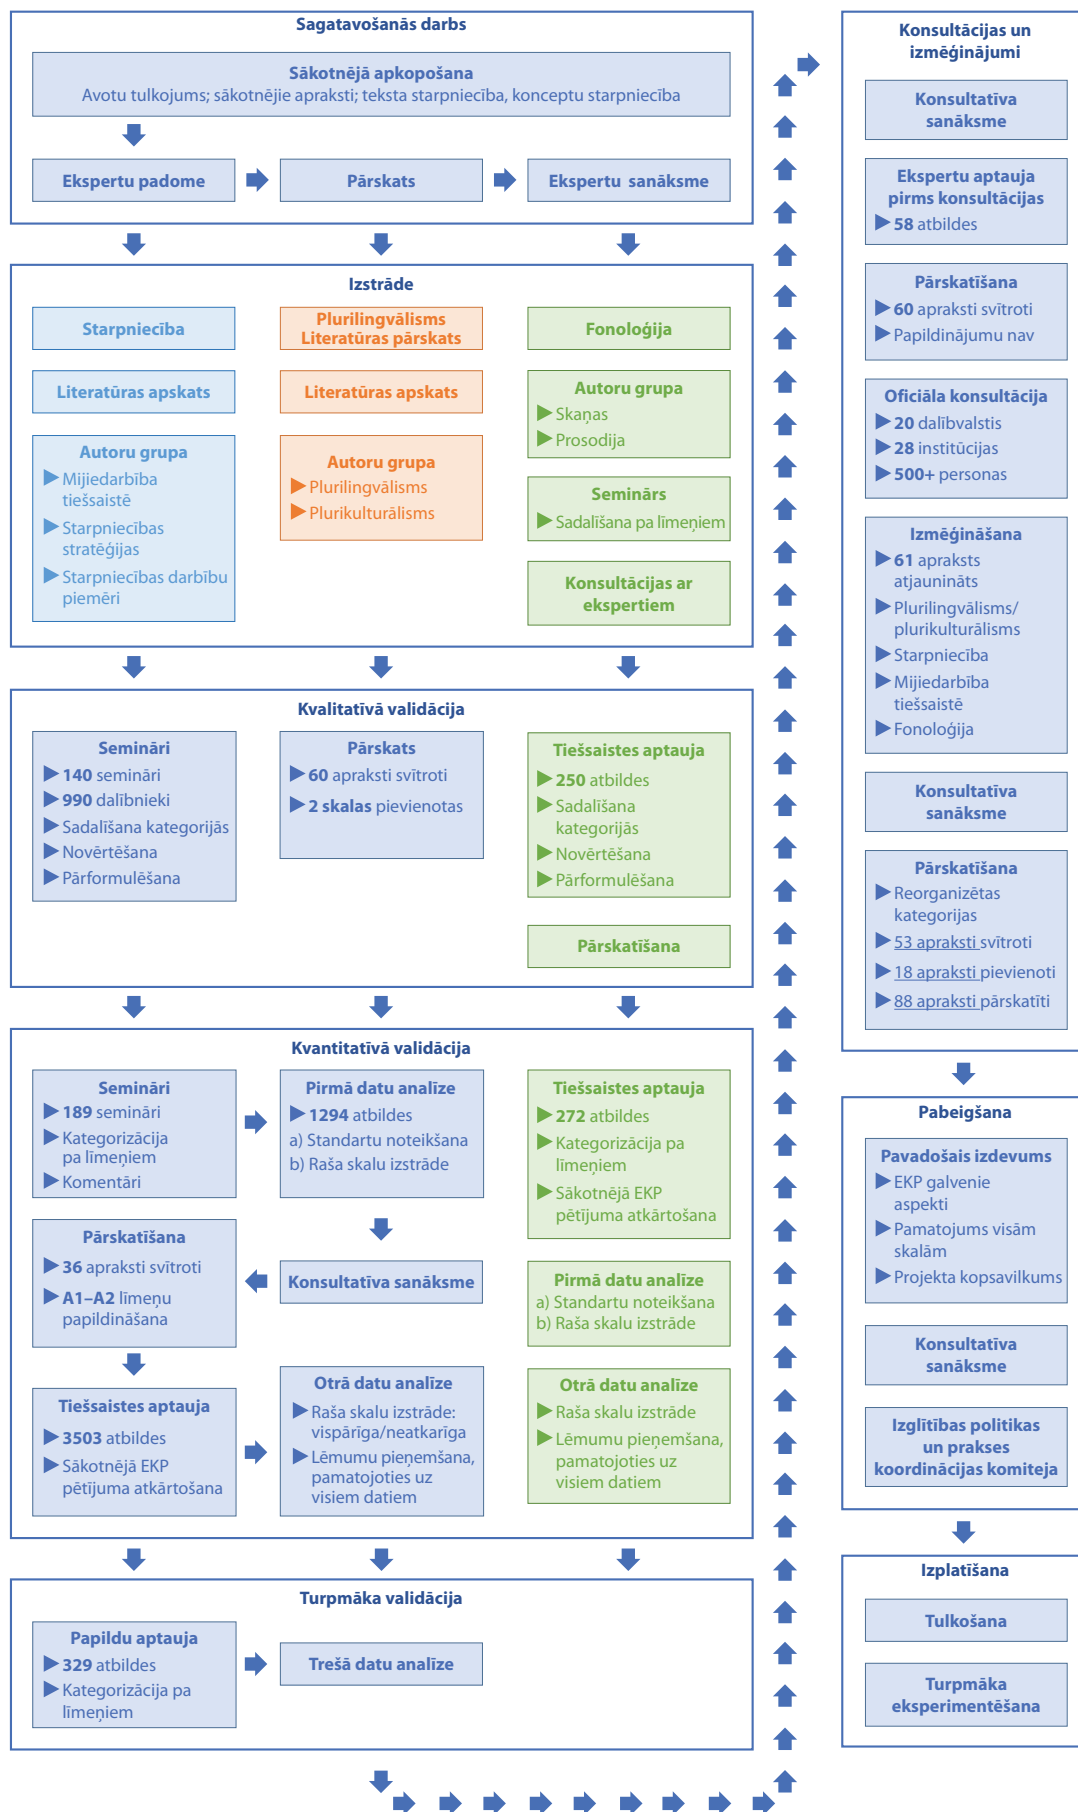 Sagatavošanās darbs
Sākotnējā apkopošana
Avotu tulkojums; sākotnējie apraksti; teksta starpniecība, konceptu starpniecība
Ekspertu padome
Pārskats
Ekspertu sanāksme
Izstrāde
Starpniecība
Literatūras apskats
Autoru grupa
Mijiedarbība
tiešsaistē
Starpniecības
stratēģijas
Starpniecības darbību
piemēri
Plurilingvālisms
Literatūras pārskats
Literatūras apskats
Autoru grupa
Plurilingvālisms
Plurikulturālisms
Fonoloģija
Autoru grupa
Skaņas
Prosodija
Seminārs
Sadalīšana pa līmeņiem
Konsultācijas ar
ekspertiem
Kvalitatīvā validācija
Semināri
140 semināri
990 dalībnieki
Sadalīšana kategorijās
Novērtēšana
Pārformulēšana
Pārskats
60 apraksti svītroti
2 skalas pievienotas
Tiešsaistes aptauja
250 atbildes
Sadalīšana
kategorijās
Novērtēšana
Pārformulēšana
Pārskatīšana
Kvantitatīvā validācija
Semināri
189 semināri
Kategorizācija
pa līmeņiem
Komentāri
Pirmā datu analīze
1294 atbildes
a) Standartu noteikšana
b) Raša skalu izstrāde
Tiešsaistes aptauja
272 atbildes
Kategorizācija pa
līmeņiem
Sākotnējā EKP
pētījuma atkārtošana
Pārskatīšana
36 apraksti svītroti
A1–A2 līmeņu
papildināšana
Konsultatīva sanāksme
Pirmā datu analīze
a) Standartu noteikšana
b) Raša skalu izstrāde
Tiešsaistes aptauja
3503 atbildes
Sākotnējā EKP
pētījuma atkārtošana
Otrā datu analīze
Raša skalu izstrāde:
vispārīga/neatkarīga
Lēmumu pieņemšana,
pamatojoties uz
visiem datiem
Otrā datu analīze
Raša skalu izstrāde
Lēmumu pieņemšana,
pamatojoties uz
visiem datiem
Turpmāka validācija
Papildu aptauja
329 atbildes
Kategorizācija pa
līmeņiem
Trešā datu analīze
Konsultācijas un
izmēģinājumi
Konsultatīva
sanāksme
Ekspertu aptauja
pirms konsultācijas
58 atbildes
Pārskatīšana
60 apraksti svītroti
Papildinājumu nav
Oficiāla konsultācija
20 dalībvalstis
28 institūcijas
500+ personas
Izmēģināšana
61 apraksts
atjaunināts
Plurilingvālisms/
plurikulturālisms
Starpniecība
Mijiedarbība
tiešsaistē
Fonoloģija
Konsultatīva
sanāksme
Pārskatīšana
Reorganizētas
kategorijas
53 apraksti svītroti
18 apraksti pievienoti
88 apraksti pārskatīti
Pabeigšana
Pavadošais izdevums
EKP galvenie
aspekti
Pamatojums visām
skalām
Projekta kopsavilkums
Konsultatīva
sanāksme
Izglītības politikas
un prakses
koordinācijas komiteja
Izplatīšana
Tulkošana
Turpmāka
eksperimentēšana